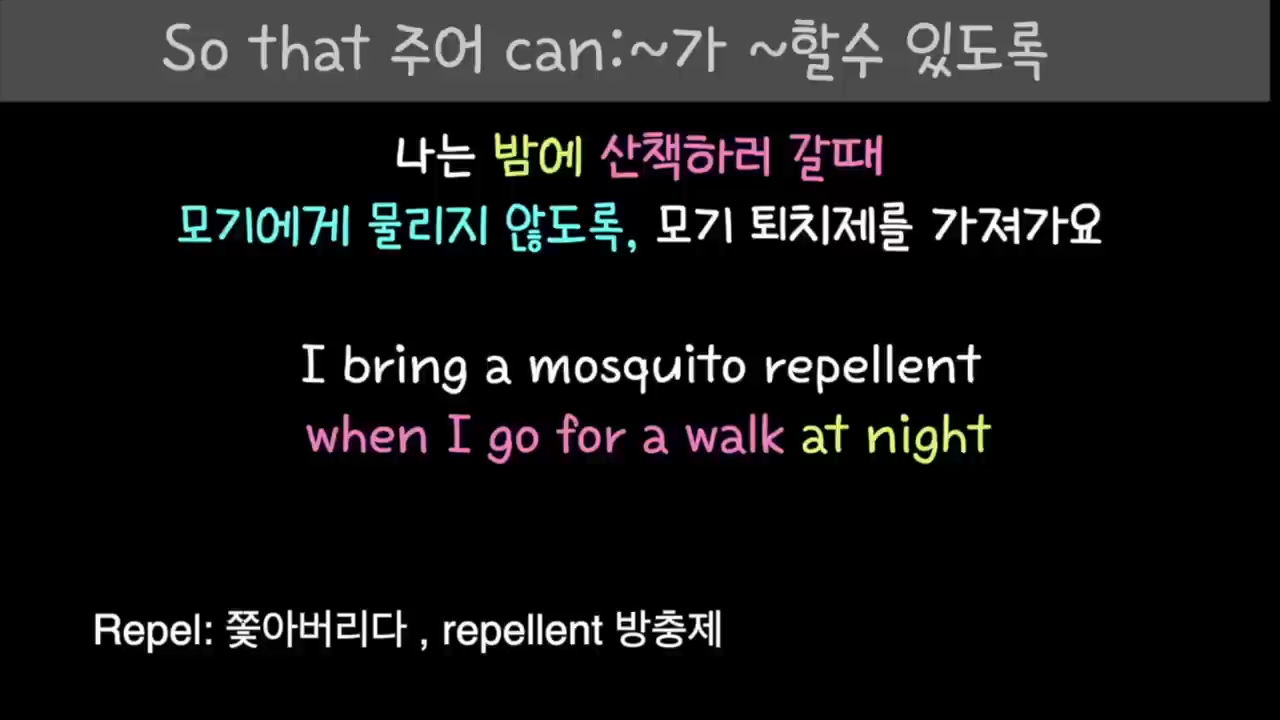 So that 주어 can:~가 ~할수 있도록
나는 밤에 산책하러 갈때
모기에게 물리지 않도록, 모기 퇴치제를 가져가요
I bring a mosquito repellent
when I go for a walk at night
Repel: 쫓아버리다 , repellent 방충제